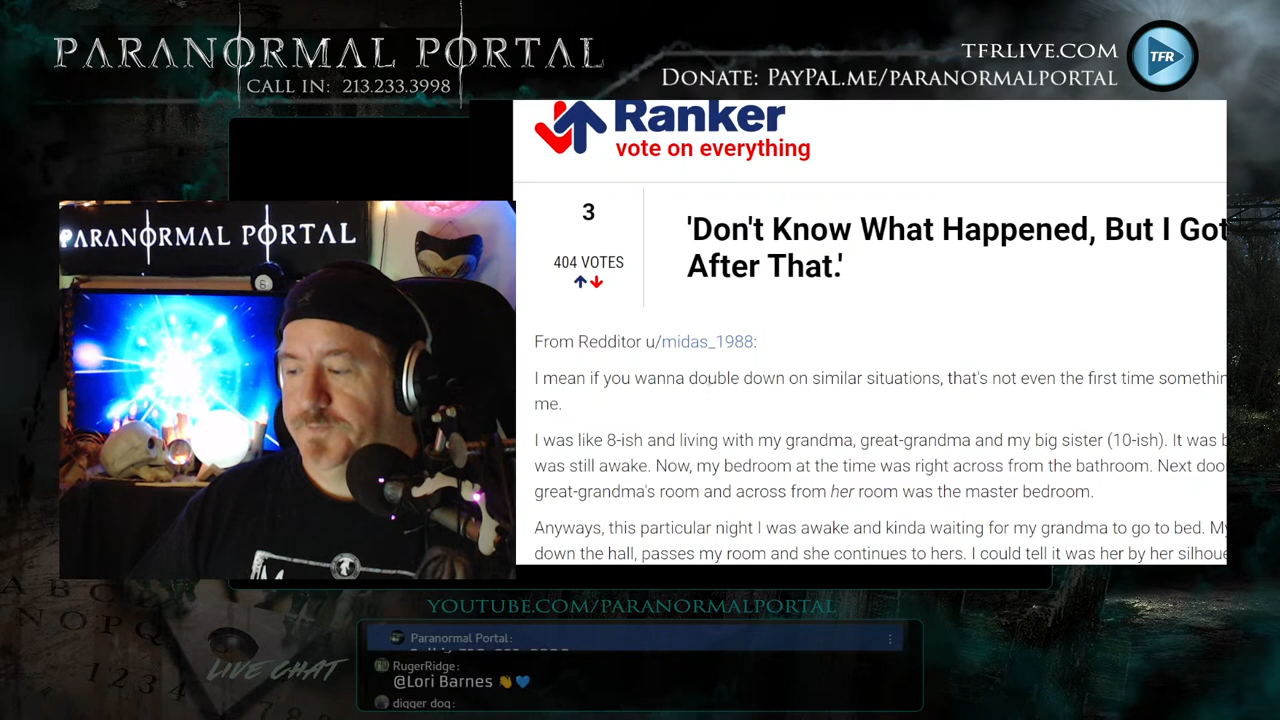 PARANORMAL PORTAL
CALL IN: 213.233.3998
TFRLIVE.COM
TFR
DONATE: PAYPAL.ME/PARANORMALPORTAL
Ranker
vote on everything
PARANORMAL PORTAL
6
3
404 VOTES
'Don't Know What Happened, But I Got
After That.'
From Redditor u/midas_1988:
I mean if you wanna double down on similar situations, that's not even the first time
me.
I was like 8-ish and living with my grandma, great-grandma and my big sister (10-ish). It was
was still awake. Now, my bedroom at the time was right across from the bathroom. Next
great-grandma's room and across from her room was the master bedroom.
Anyways, this particular night I was awake and kinda waiting for my grandma to go to bed.
down the hall, passes my room and she continues to hers. I could tell it was her by her
YOUTUBE.COM/PARANORMALPORTAL
A B C D E
N O P Q
1 2 3 4
LIVE CHAT
Paranormal Portal:
RugerRidge:
@Lori Barnes 👏💙
digger dog: